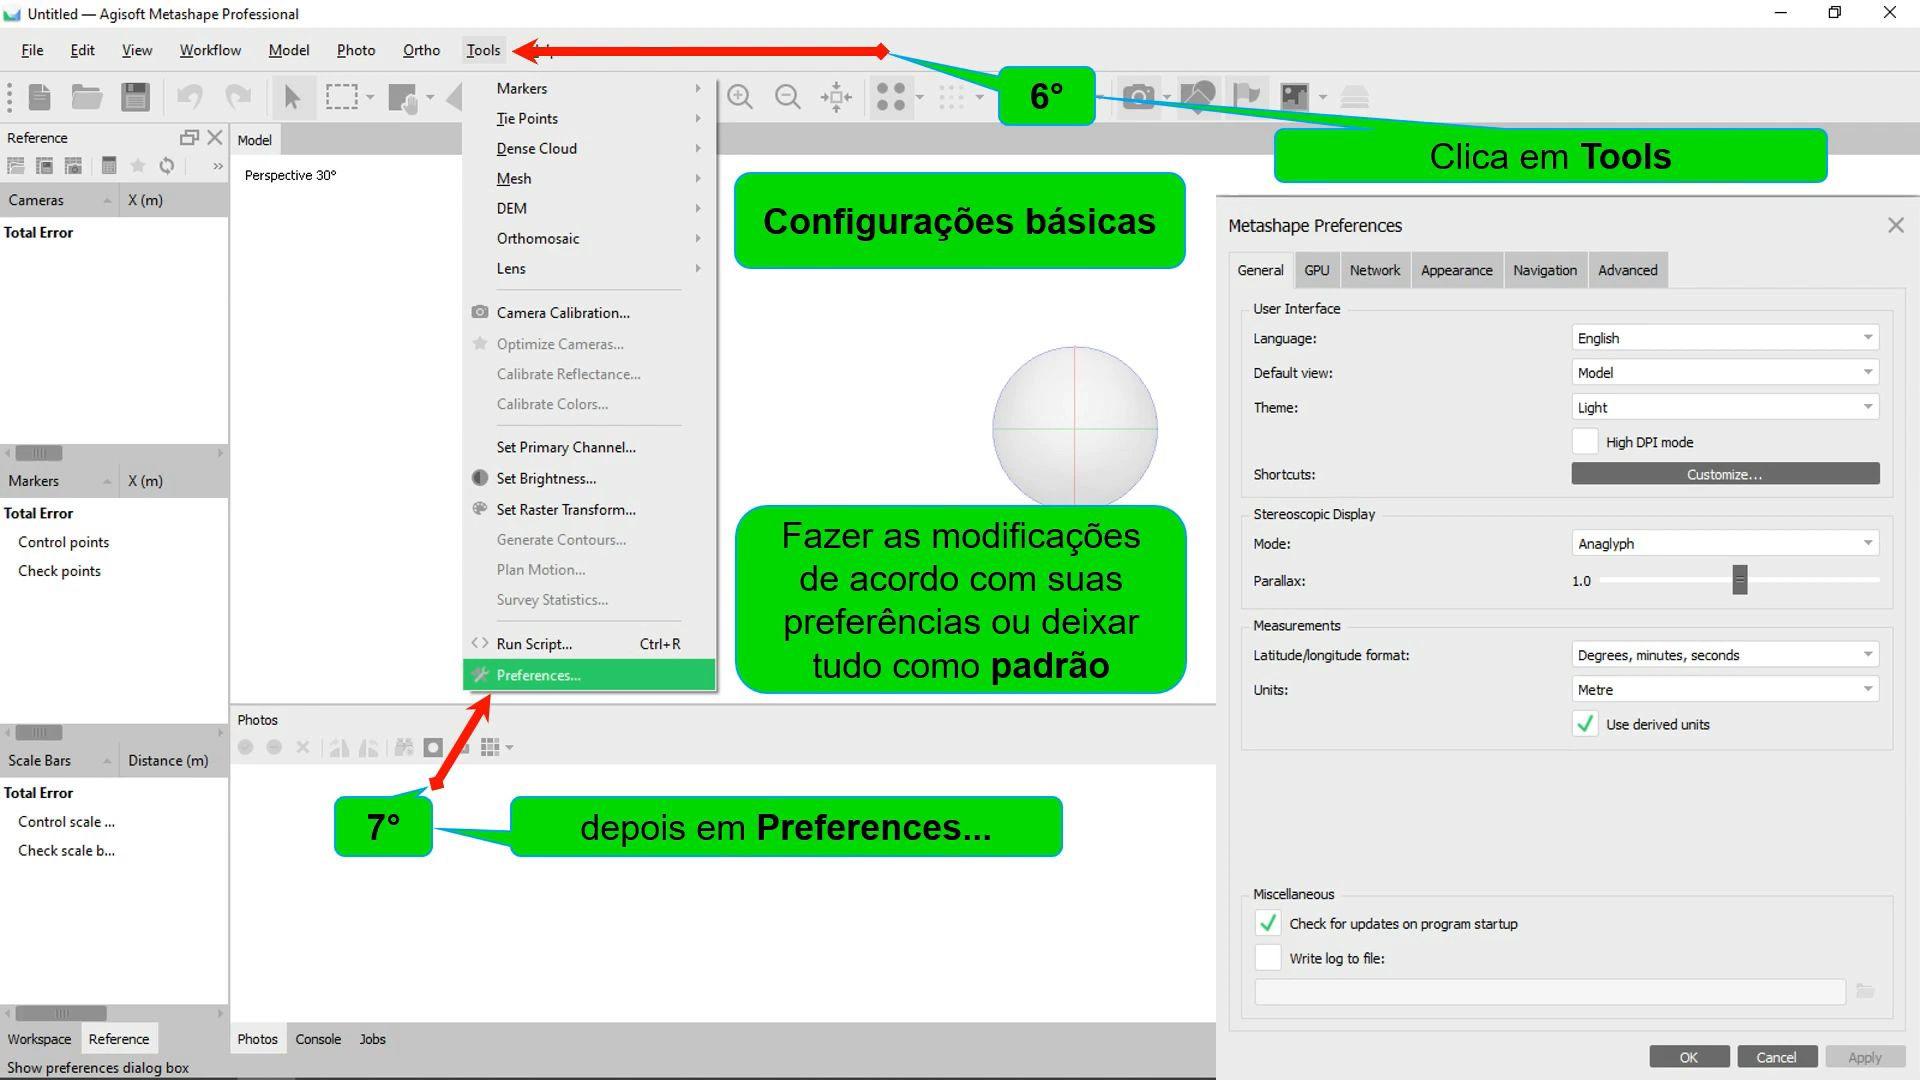 Untitled — Agisoft Metashape Professional
File Edit View Workflow Model Photo Ortho Tools
6°
Clica em Tools
Reference
Model
Perspective 30°
Cameras X (m)
Total Error
Markers X (m)
Total Error
Control points
Check points
Scale Bars Distance (m)
Total Error
Control scale ...
Check scale b...
Workspace Reference
Show preferences dialog box
Markers
Tie Points
Dense Cloud
Mesh
DEM
Orthomosaic
Lens
Camera Calibration...
Optimize Cameras...
Calibrate Reflectance...
Calibrate Colors...
Set Primary Channel...
Set Brightness...
Set Raster Transform...
Generate Contours...
Plan Motion...
Survey Statistics...
Run Script... Ctrl+R
Preferences...
Configurações básicas
Fazer as modificações
de acordo com suas
preferências ou deixar
tudo como padrão
Photos
7°
depois em Preferences...
Photos Console Jobs
Metashape Preferences
General GPU Network Appearance Navigation Advanced
User Interface
Language: English
Default view: Model
Theme: Light
High DPI mode
Shortcuts: Customize...
Stereoscopic Display
Mode: Anaglyph
Parallax: 1.0
Measurements
Latitude/longitude format: Degrees, minutes, seconds
Units: Metre
Use derived units
Miscellaneous
Check for updates on program startup
Write log to file:
OK Cancel Apply